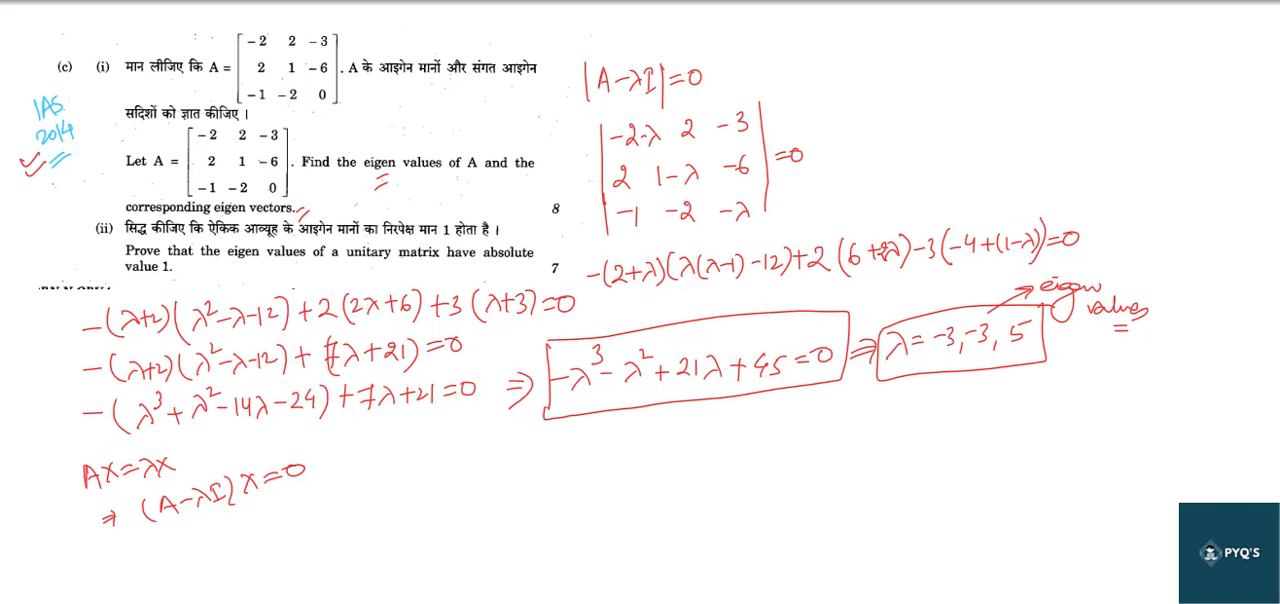 (c) (i) मान लीजिए कि A = [ -2 2 -3 ; 2 1 -6 ; -1 -2 0 ] . A के आइगेन मानों और संगत आइगेन
सदिशों को ज्ञात कीजिए ।
IAS
2014
Let A = [ -2 2 -3 ; 2 1 -6 ; -1 -2 0 ] . Find the eigen values of A and the
corresponding eigen vectors. 8
(ii) सिद्ध कीजिए कि ऐकिक आव्यूह के आइगेन मानों का निरपेक्ष मान 1 होता है ।
Prove that the eigen values of a unitary matrix have absolute
value 1. 7
|A-λI|=0
| -2-λ 2 -3 |
| 2 1-λ -6 | =0
| -1 -2 -λ |
-(2+λ)(λ(λ-1)-12)+2(6+2λ)-3(-4+(1-λ))=0
-(λ+2)(λ²-λ-12)+2(2λ+6)+3(λ+3)=0
-(λ+2)(λ²-λ-12)+(7λ+21)=0
-(λ³+λ²-14λ-24)+7λ+21=0
⇒ -λ³-λ²+21λ+45=0 ⇒ λ=-3,-3,5 → eigen
values
AX=λX
⇒ (A-λI)X=0
PYQ'S